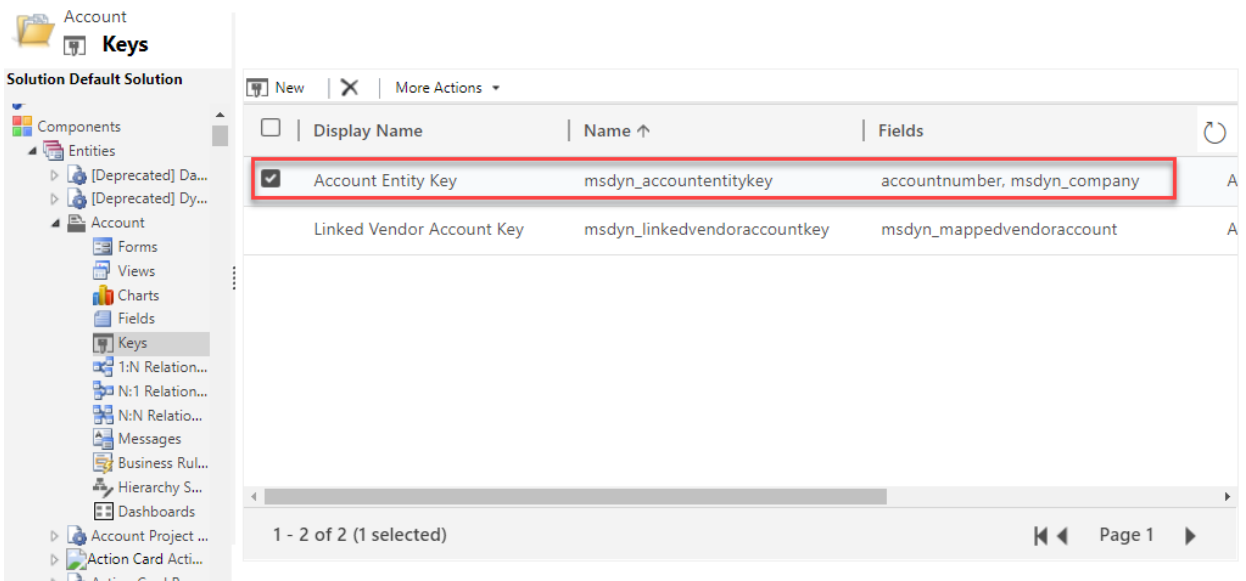 Account
Keys
Solution Default Solution
Components
Entities
[Deprecated] Da...
[Deprecated] Dy...
Account
Forms
Views
Charts
Fields
Keys
1:N Relation...
N:1 Relation...
N:N Relatio...
Messages
Business Rul...
Hierarchy S...
Dashboards
Account Project ...
Action Card Acti...
New More Actions
Display Name Name ↑ Fields
Account Entity Key msdyn_accountentitykey accountnumber, msdyn_company A
Linked Vendor Account Key msdyn_linkedvendoraccountkey msdyn_mappedvendoraccount A
1 - 2 of 2 (1 selected) Page 1